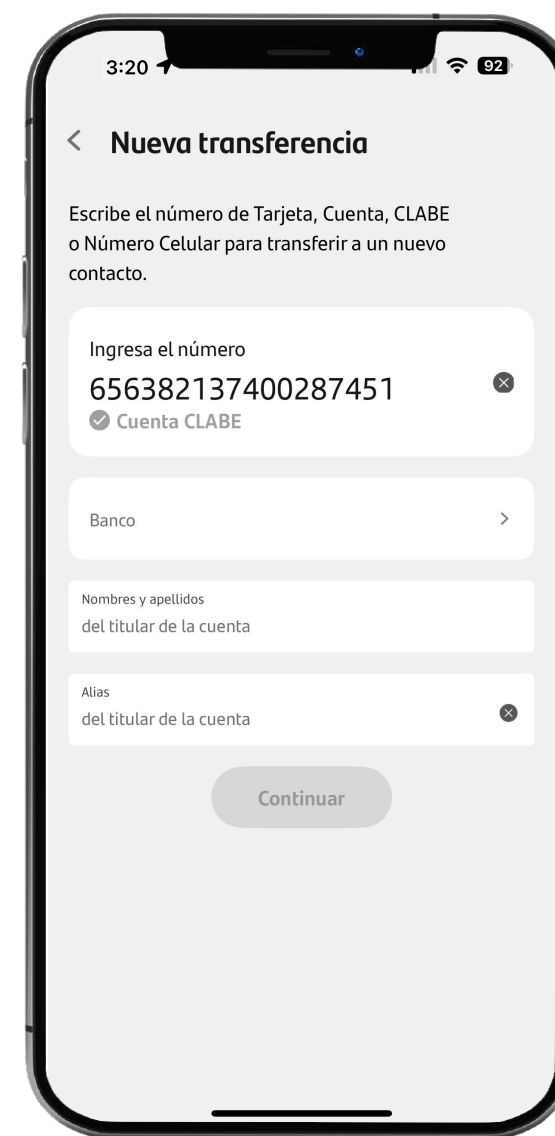 3:20
92
Nueva transferencia
Escribe el número de Tarjeta, Cuenta, CLABE
o Número Celular para transferir a un nuevo
contacto.
Ingresa el número
656382137400287451
Cuenta CLABE
Banco
Nombres y apellidos
del titular de la cuenta
Alias
del titular de la cuenta
Continuar